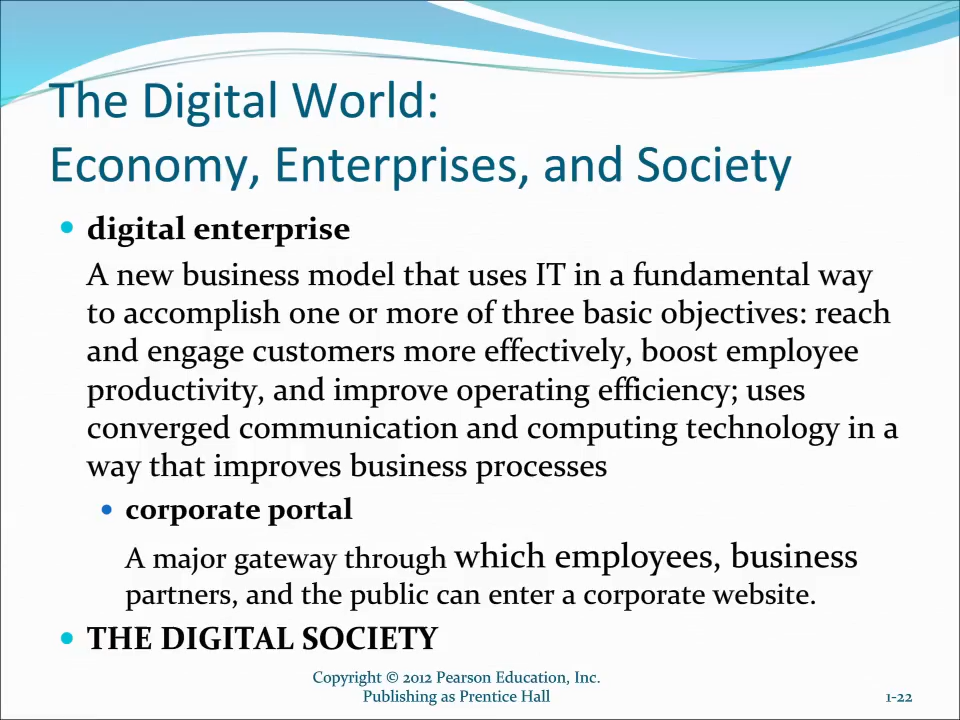 The Digital World:
Economy, Enterprises, and Society
• digital enterprise
A new business model that uses IT in a fundamental way
to accomplish one or more of three basic objectives: reach
and engage customers more effectively, boost employee
productivity, and improve operating efficiency; uses
converged communication and computing technology in a
way that improves business processes
• corporate portal
A major gateway through which employees, business
partners, and the public can enter a corporate website.
• THE DIGITAL SOCIETY
Copyright © 2012 Pearson Education, Inc.
Publishing as Prentice Hall
1-22